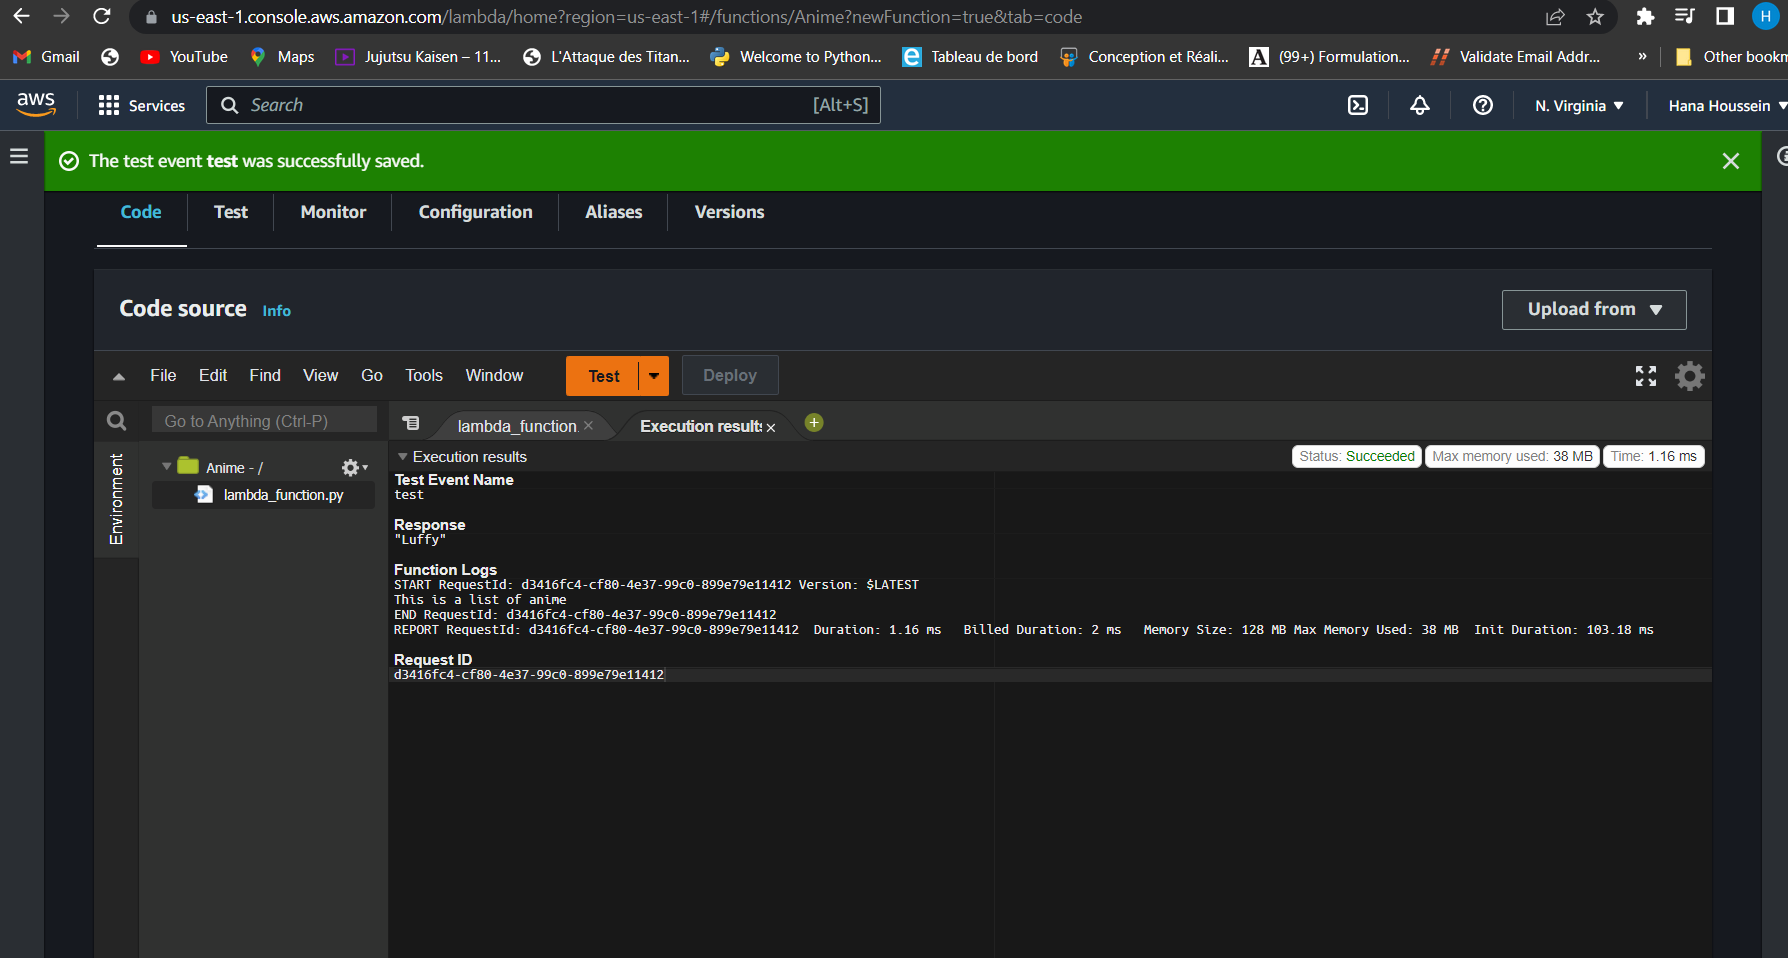 us-east-1.console.aws.amazon.com/lambda/home?region=us-east-1#/functions/Anime?newFunction=true&tab=code
H
Gmail
YouTube
Maps
Jujutsu Kaisen – 11...
L'Attaque des Titan...
Welcome to Python...
Tableau de bord
Conception et Réali...
A
(99+) Formulation...
Validate Email Addr...
»
Other bookm
aws
Services
Search
[Alt+S]
N. Virginia
Hana Houssein
The test event test was successfully saved.
Code
Test
Monitor
Configuration
Aliases
Versions
Code source
Info
Upload from
File
Edit
Find
View
Go
Tools
Window
Test
Deploy
Go to Anything (Ctrl-P)
lambda_function.
Execution results
Environment
Anime - /
lambda_function.py
Execution results
Status: Succeeded
Max memory used: 38 MB
Time: 1.16 ms
Test Event Name
test
Response
"Luffy"
Function Logs
START RequestId: d3416fc4-cf80-4e37-99c0-899e79e11412 Version: $LATEST
This is a list of anime
END RequestId: d3416fc4-cf80-4e37-99c0-899e79e11412
REPORT RequestId: d3416fc4-cf80-4e37-99c0-899e79e11412  Duration: 1.16 ms   Billed Duration: 2 ms   Memory Size: 128 MB Max Memory Used: 38 MB  Init Duration: 103.18 ms
Request ID
d3416fc4-cf80-4e37-99c0-899e79e11412